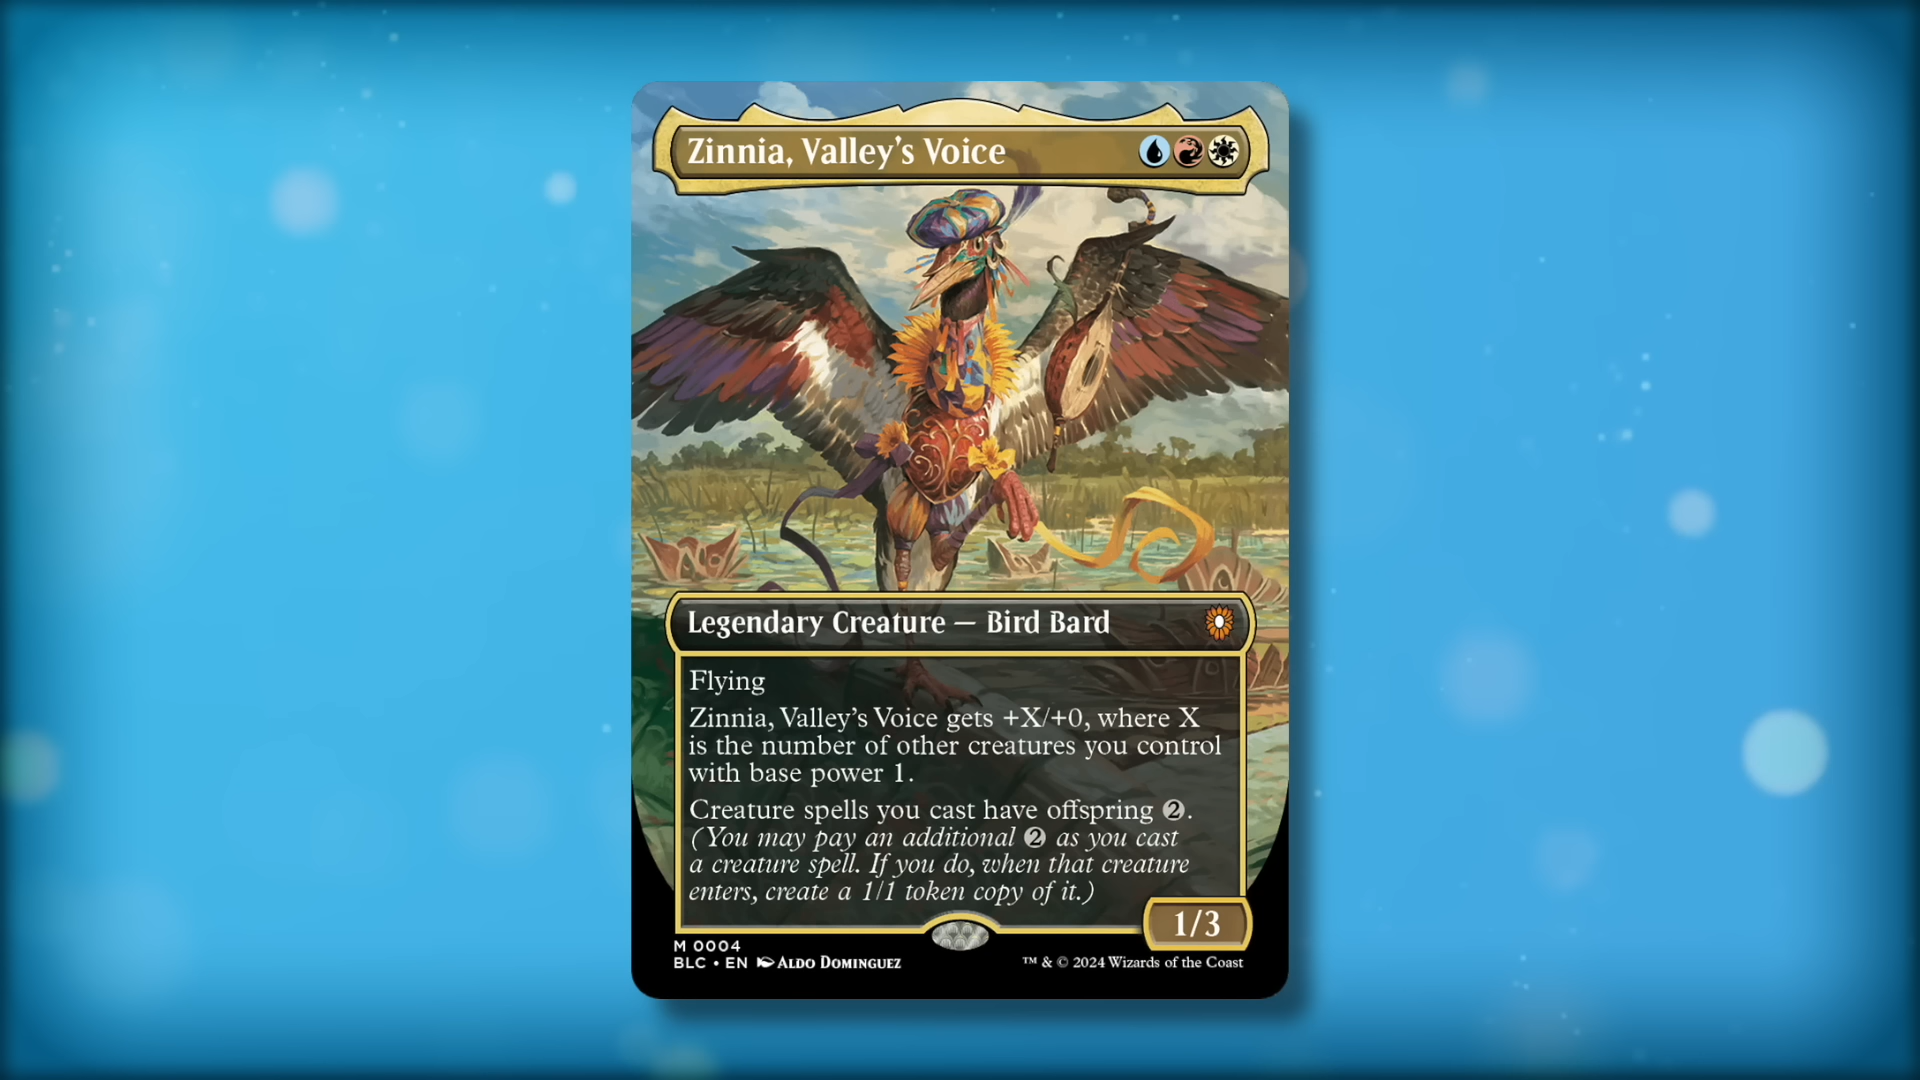 Zinnia, Valley's Voice
Legendary Creature — Bird Bard
Flying
Zinnia, Valley's Voice gets +X/+0, where X
is the number of other creatures you control
with base power 1.
Creature spells you cast have offspring 2.
(You may pay an additional 2 as you cast
a creature spell. If you do, when that creature
enters, create a 1/1 token copy of it.)
1/3
M 0004
BLC • EN ALDO DOMINGUEZ
™ & © 2024 Wizards of the Coast